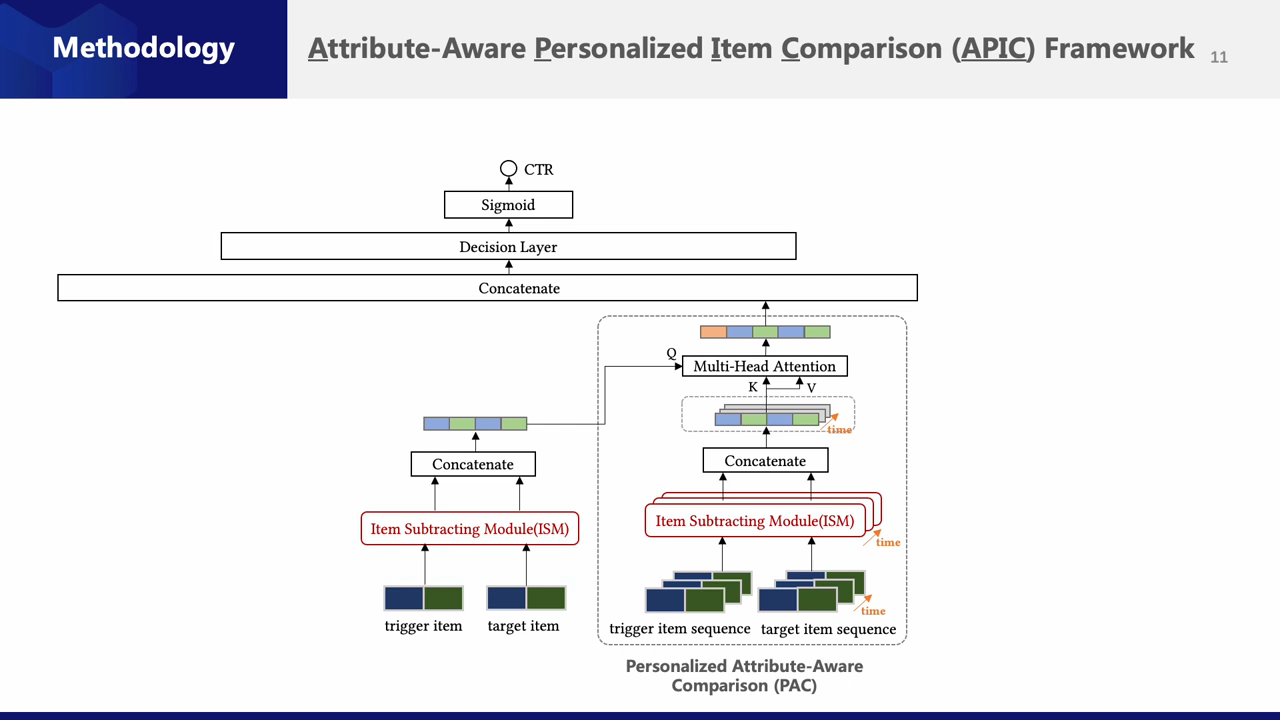 Methodology
Attribute-Aware Personalized Item Comparison (APIC) Framework
11
CTR
Sigmoid
Decision Layer
Concatenate
Q
Multi-Head Attention
K
V
time
Concatenate
Concatenate
Item Subtracting Module(ISM)
Item Subtracting Module(ISM)
time
time
trigger item
target item
trigger item sequence
target item sequence
Personalized Attribute-Aware
Comparison (PAC)